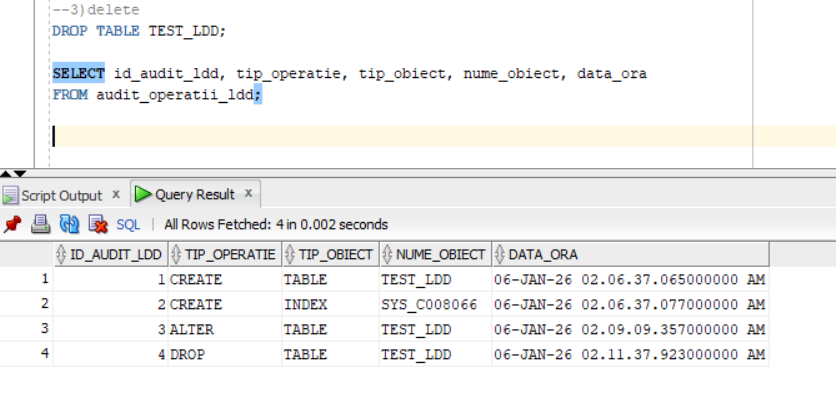 --3)delete
DROP TABLE TEST_LDD;
SELECT id_audit_ldd, tip_operatie, tip_obiect, nume_obiect, data_ora
FROM audit_operatii_ldd;
Script Output x Query Result x
SQL | All Rows Fetched: 4 in 0.002 seconds
ID_AUDIT_LDD TIP_OPERATIE TIP_OBIECT NUME_OBIECT DATA_ORA
1 1 CREATE TABLE TEST_LDD 06-JAN-26 02.06.37.065000000 AM
2 2 CREATE INDEX SYS_C008066 06-JAN-26 02.06.37.077000000 AM
3 3 ALTER TABLE TEST_LDD 06-JAN-26 02.09.09.357000000 AM
4 4 DROP TABLE TEST_LDD 06-JAN-26 02.11.37.923000000 AM